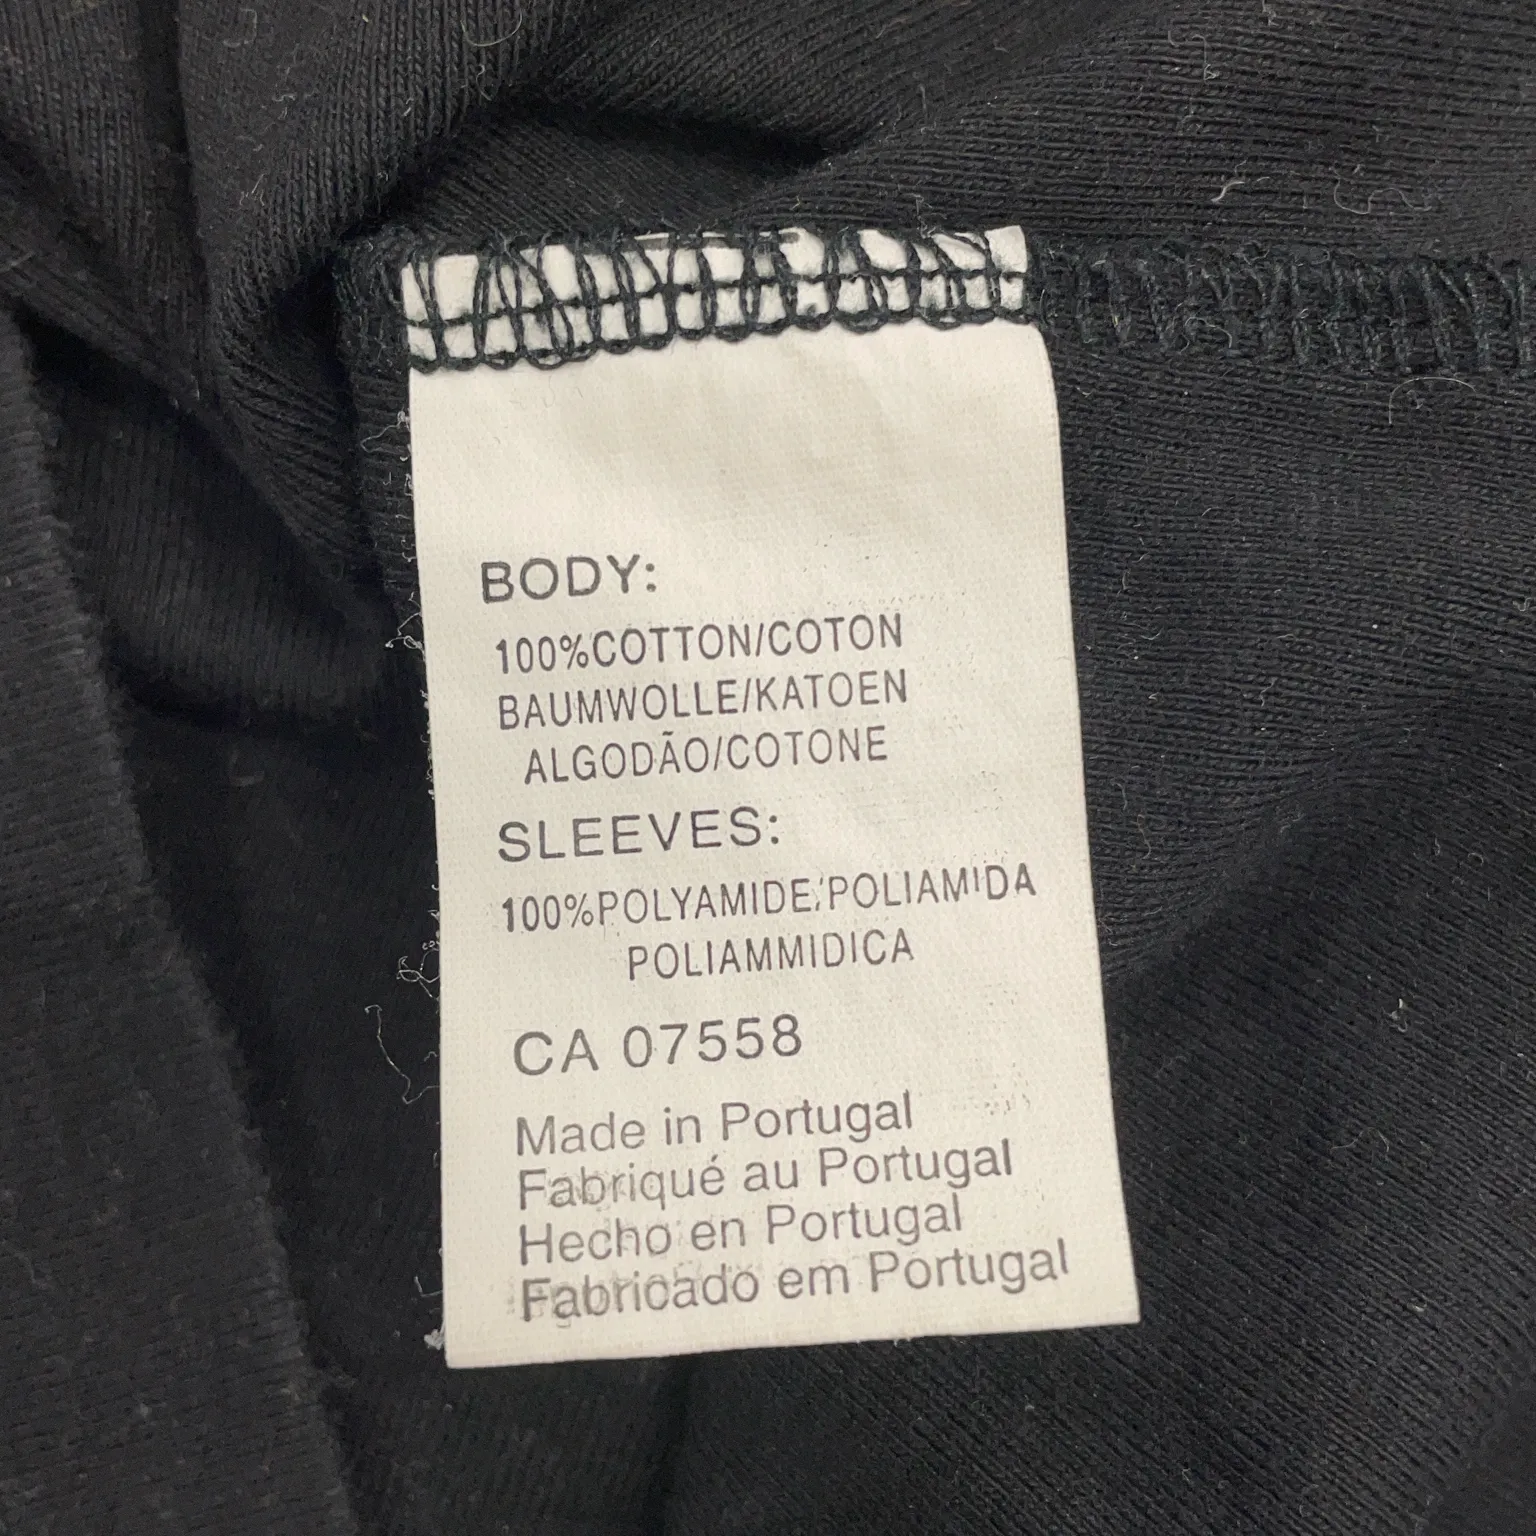 BODY:
100%COTTON/COTON
BAUMWOLLE/KATOEN
ALGODÃO/COTONE
SLEEVES:
100%POLYAMIDE/POLIAMIDA
POLIAMMIDICA
CA 07558
Made in Portugal
Fabriqué au Portugal
Hecho en Portugal
Fabricado em Portugal